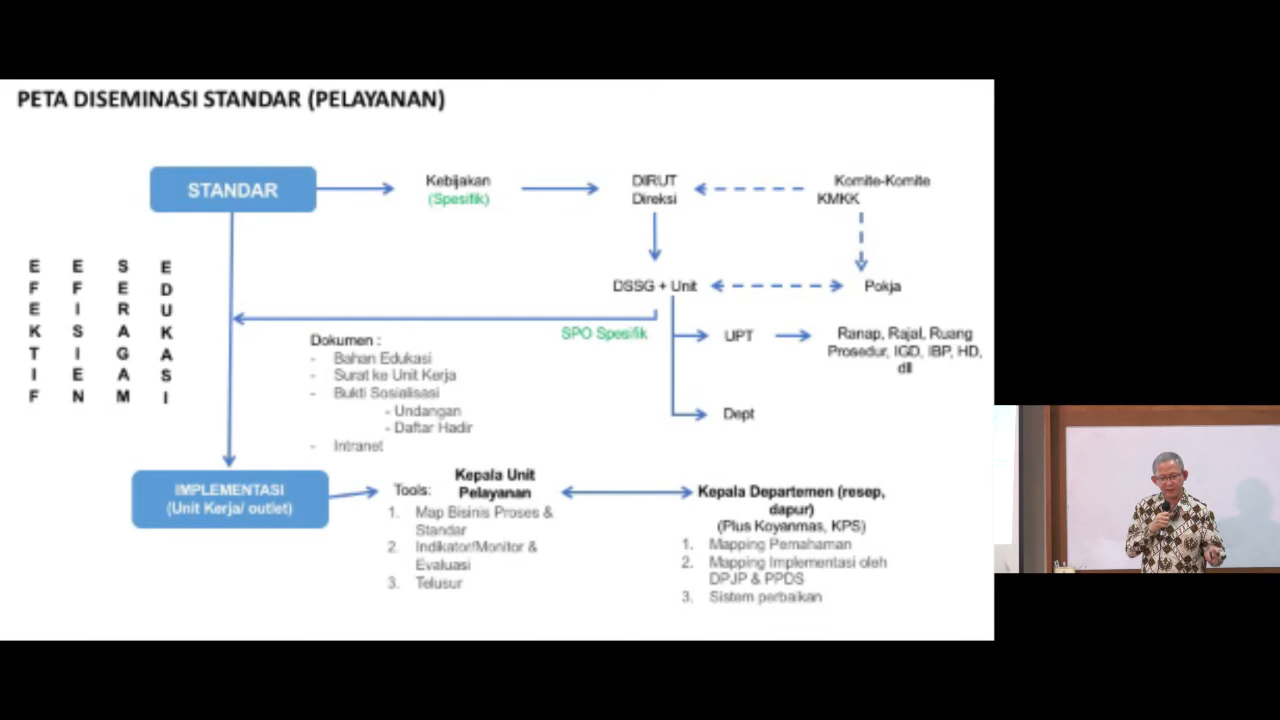 PETA DISEMINASI STANDAR (PELAYANAN)
STANDAR
Kebijakan
(Spesifik)
DIRUT
Direksi
Komite-Komite
KMKK
EFEKTIF
EFISIEN
SERAGAM
EDUKASI
DSSG + Unit
Pokja
SPO Spesifik
UPT
Ranap, Rajal, Ruang
Prosedur, IGD, IBP, HD,
dll
Dept
Dokumen :
- Bahan Edukasi
- Surat ke Unit Kerja
- Bukti Sosialisasi
- Undangan
- Daftar Hadir
- Intranet
IMPLEMENTASI
(Unit Kerja/ outlet)
Tools:
Kepala Unit
Pelayanan
1. Map Bisinis Proses &
Standar
2. Indikator/Monitor &
Evaluasi
3. Telusur
Kepala Departemen (resep,
dapur)
(Plus Koyanmas, KPS)
1. Mapping Pemahaman
2. Mapping Implementasi oleh
DPJP & PPDS
3. Sistem perbaikan